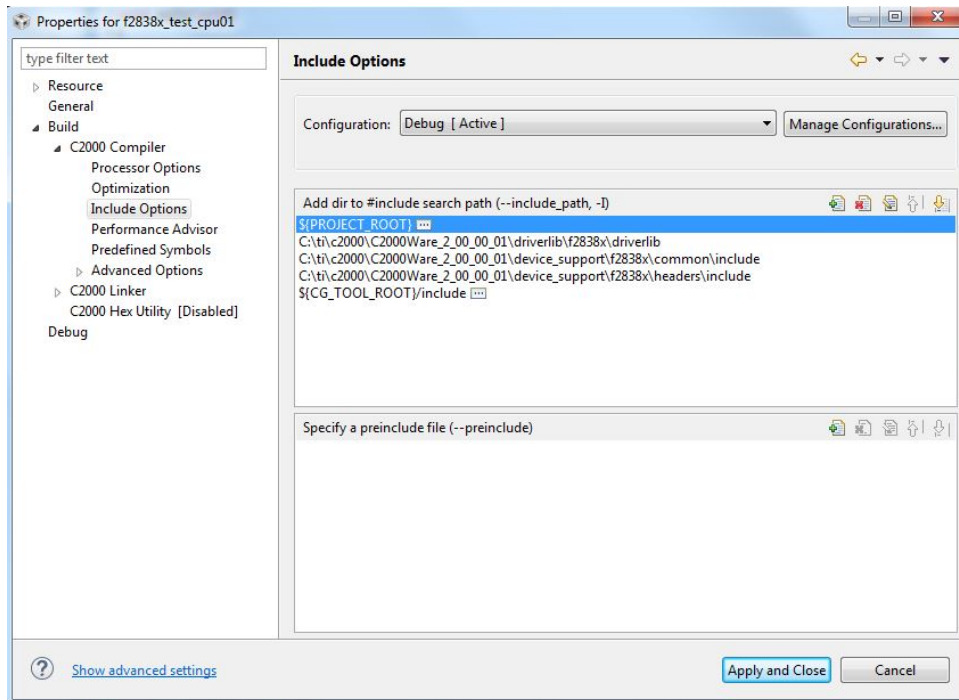 Properties for f2838x_test_cpu01
type filter text
Resource
General
Build
C2000 Compiler
Processor Options
Optimization
Include Options
Performance Advisor
Predefined Symbols
Advanced Options
C2000 Linker
C2000 Hex Utility [Disabled]
Debug
Include Options
Configuration: Debug [ Active ] Manage Configurations...
Add dir to #include search path (--include_path, -I)
${PROJECT_ROOT}
C:\ti\c2000\C2000Ware_2_00_00_01\driverlib\f2838x\driverlib
C:\ti\c2000\C2000Ware_2_00_00_01\device_support\f2838x\common\include
C:\ti\c2000\C2000Ware_2_00_00_01\device_support\f2838x\headers\include
${CG_TOOL_ROOT}/include
Specify a preinclude file (--preinclude)
Show advanced settings
Apply and Close Cancel